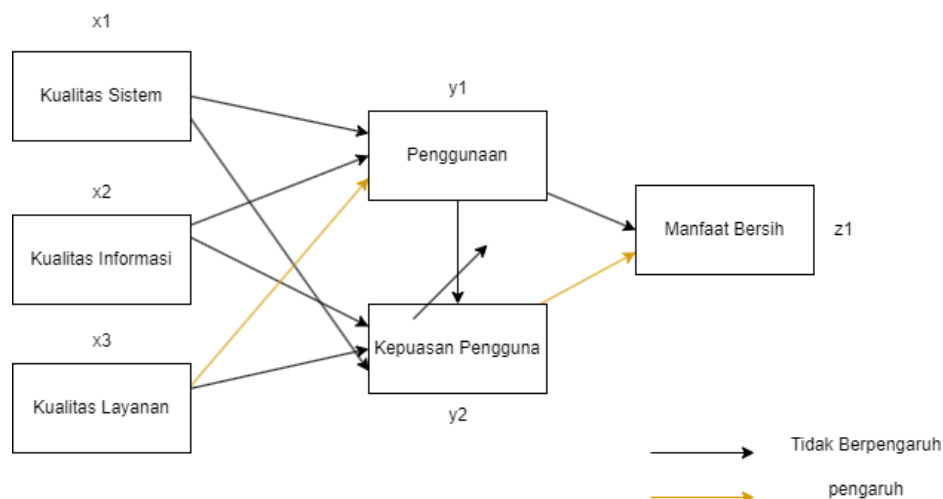 x1
Kualitas Sistem
y1
Penggunaan
x2
Kualitas Informasi
Manfaat Bersih
z1
x3
Kepuasan Pengguna
Kualitas Layanan
y2
Tidak Berpengaruh
pengaruh